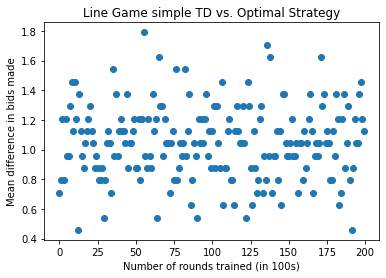 Line Game simple TD vs. Optimal Strategy
Mean difference in bids made
1.8
1.6
1.4
1.2
1.0
0.8
0.6
0.4
0 25 50 75 100 125 150 175 200
Number of rounds trained (in 100s)